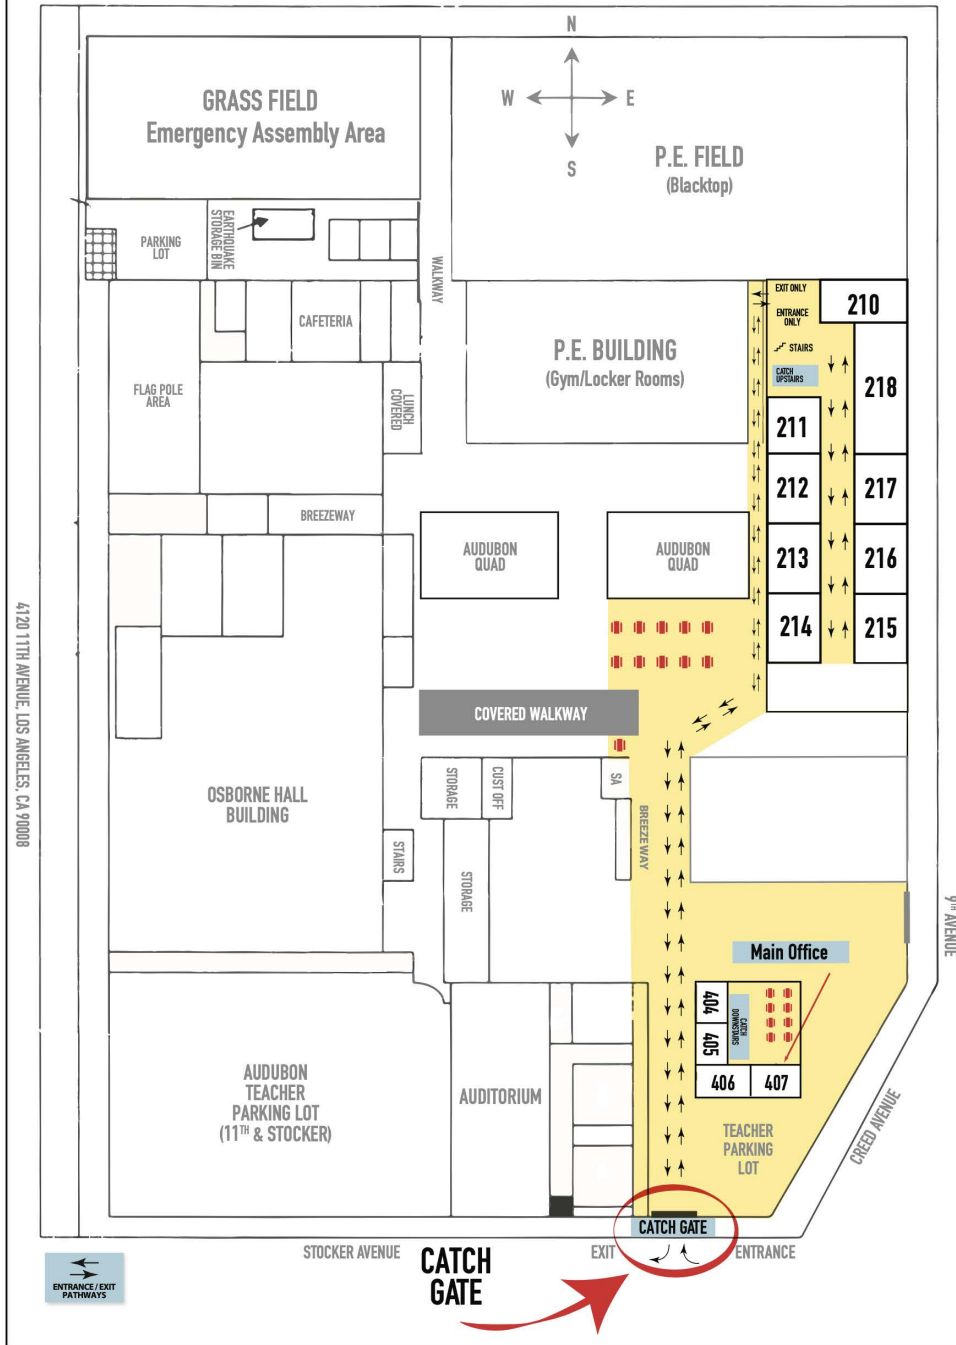 N
W
E
S
GRASS FIELD
Emergency Assembly Area
P.E. FIELD
(Blacktop)
PARKING
LOT
EARTHQUAKE
STORAGE BIN
WALKWAY
CAFETERIA
P.E. BUILDING
(Gym/Locker Rooms)
EXIT ONLY
ENTRANCE
ONLY
STAIRS
CATCH
UPSTAIRS
210
218
211
212
217
213
216
214
215
FLAG POLE
AREA
LUNCH
COVERED
BREEZEWAY
AUDUBON
QUAD
AUDUBON
QUAD
4120 11TH AVENUE, LOS ANGELES, CA 90008
COVERED WALKWAY
OSBORNE HALL
BUILDING
STORAGE
CUST OFF
SA
BREEZEWAY
STAIRS
STORAGE
9TH AVENUE
Main Office
404
405
CATCH
DOWNSTAIRS
406
407
AUDUBON
TEACHER
PARKING LOT
(11TH & STOCKER)
AUDITORIUM
TEACHER
PARKING
LOT
CREED AVENUE
CATCH GATE
STOCKER AVENUE
EXIT
ENTRANCE
CATCH
GATE
ENTRANCE / EXIT
PATHWAYS